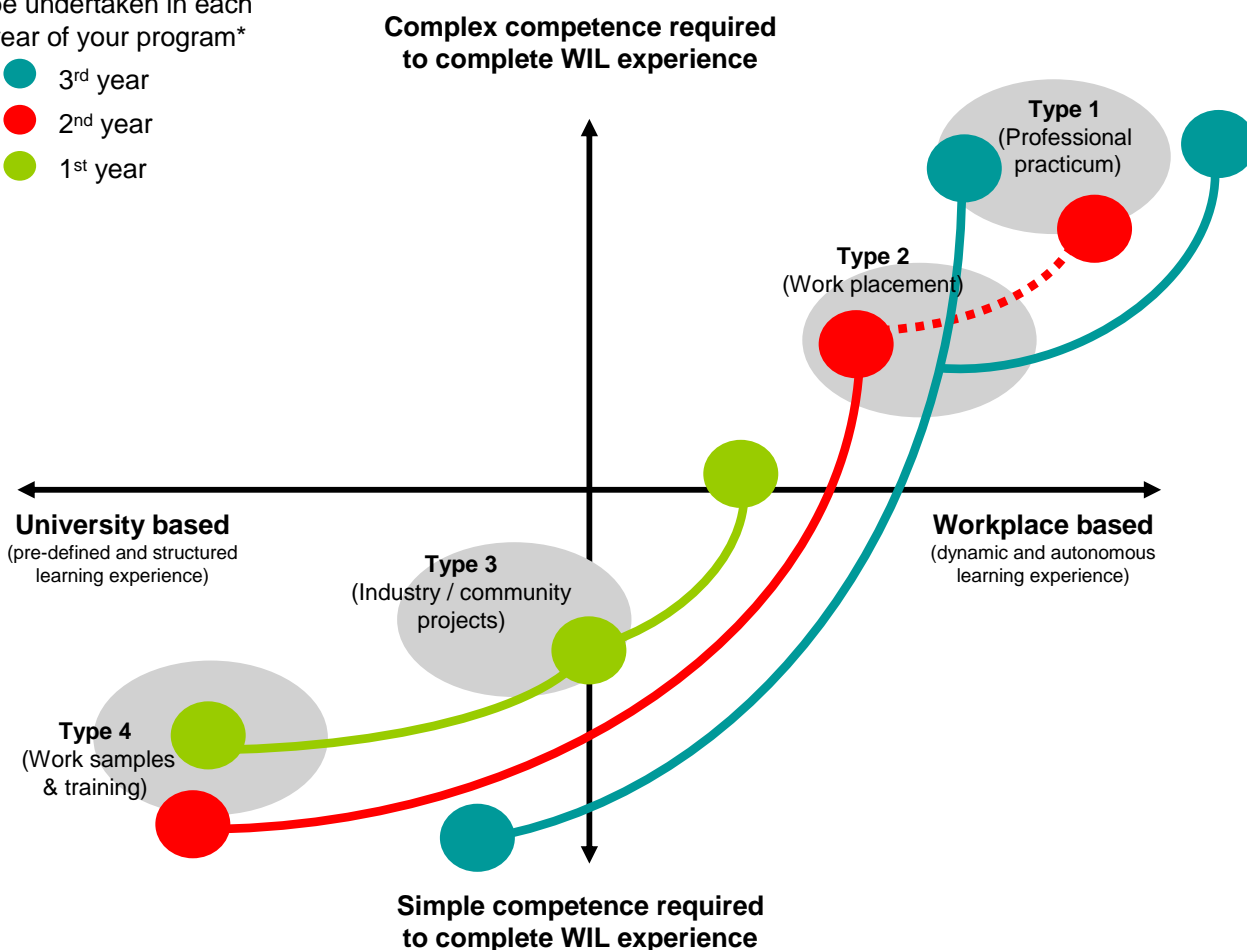 be undertaken in each
year of your program*
3rd year
2nd year
1st year
Complex competence required
to complete WIL experience
Type 1
(Professional
practicum)
Type 2
(Work placement)
University based
(pre-defined and structured
learning experience)
Workplace based
(dynamic and autonomous
learning experience)
Type 3
(Industry / community
projects)
Type 4
(Work samples
& training)
Simple competence required
to complete WIL experience